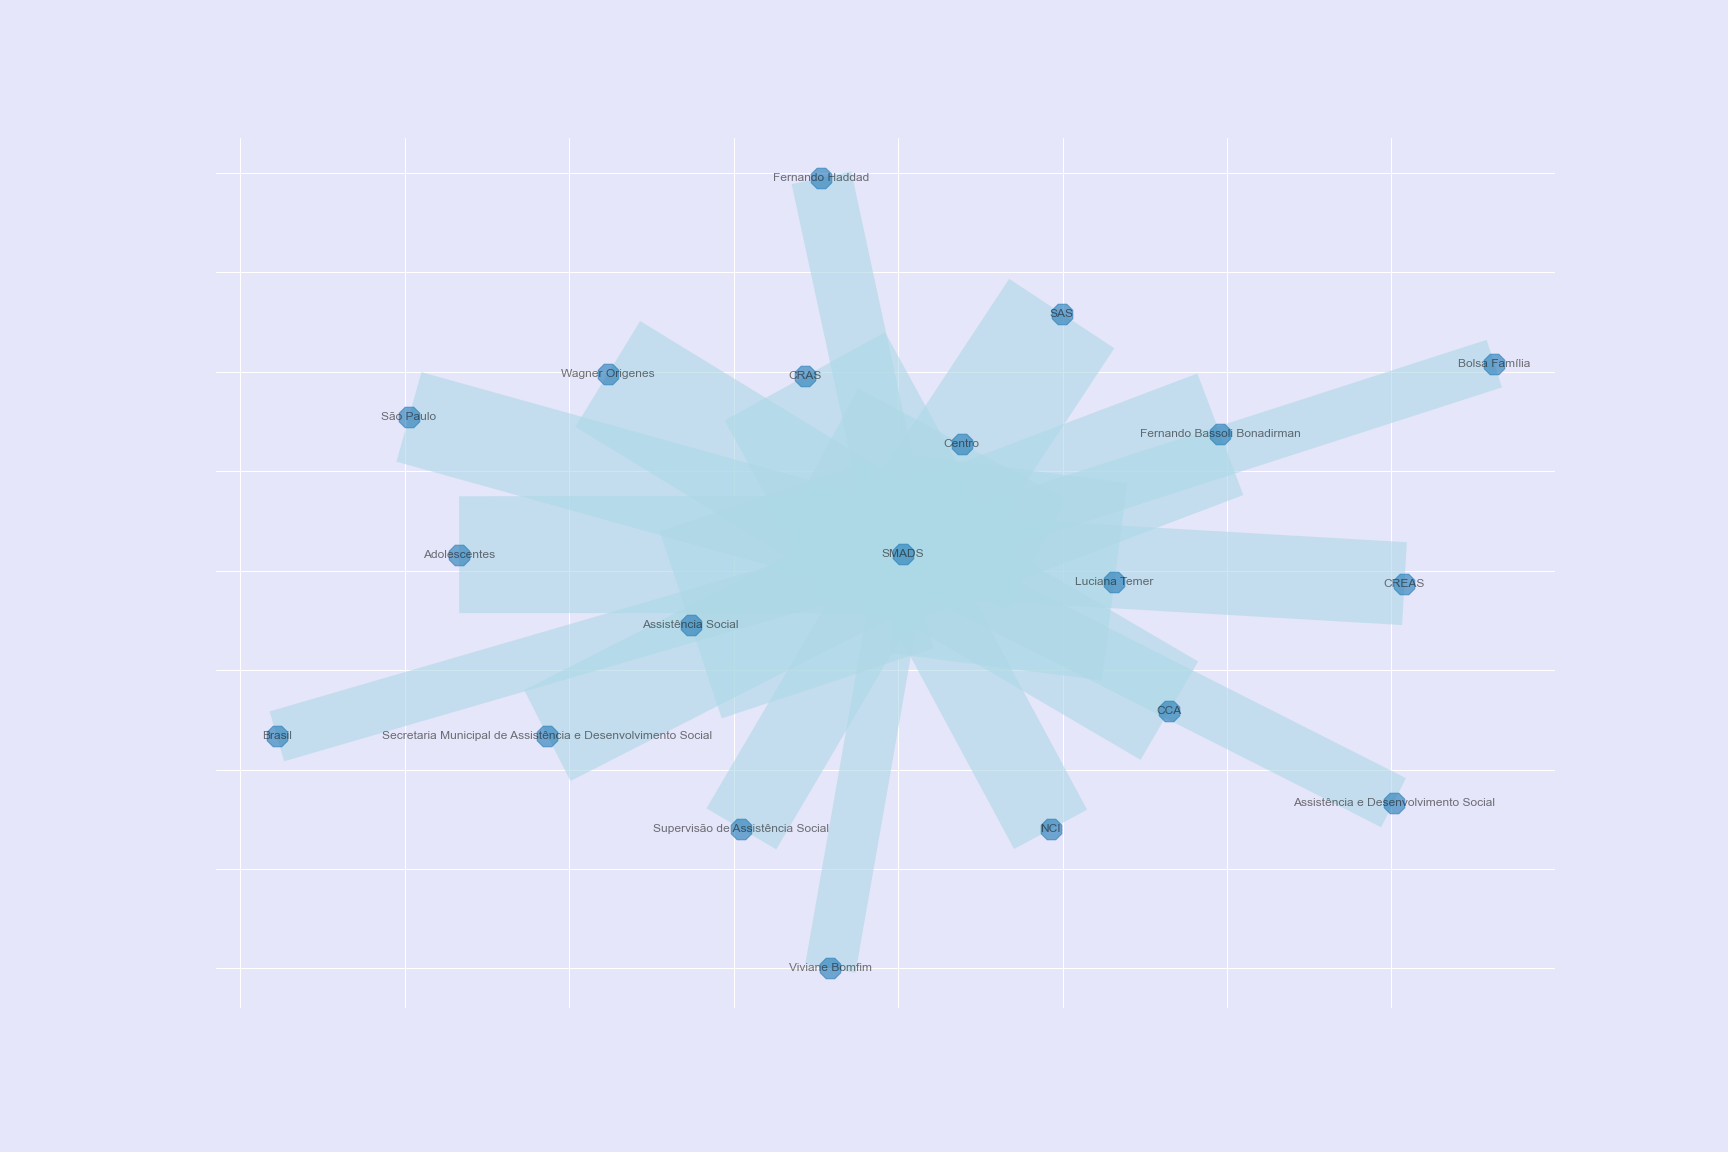 Fernando Haddad
SAS
Bolsa Família
Wagner Origenes
CRAS
São Paulo
Centro
Fernando Bassoli Bonadirman
Adolescentes
SMADS
Luciana Temer
CREAS
Assistência Social
CCA
Brasil
Secretaria Municipal de Assistência e Desenvolvimento Social
Assistência e Desenvolvimento Social
Supervisão de Assistência Social
NCI
Viviane Bomfim